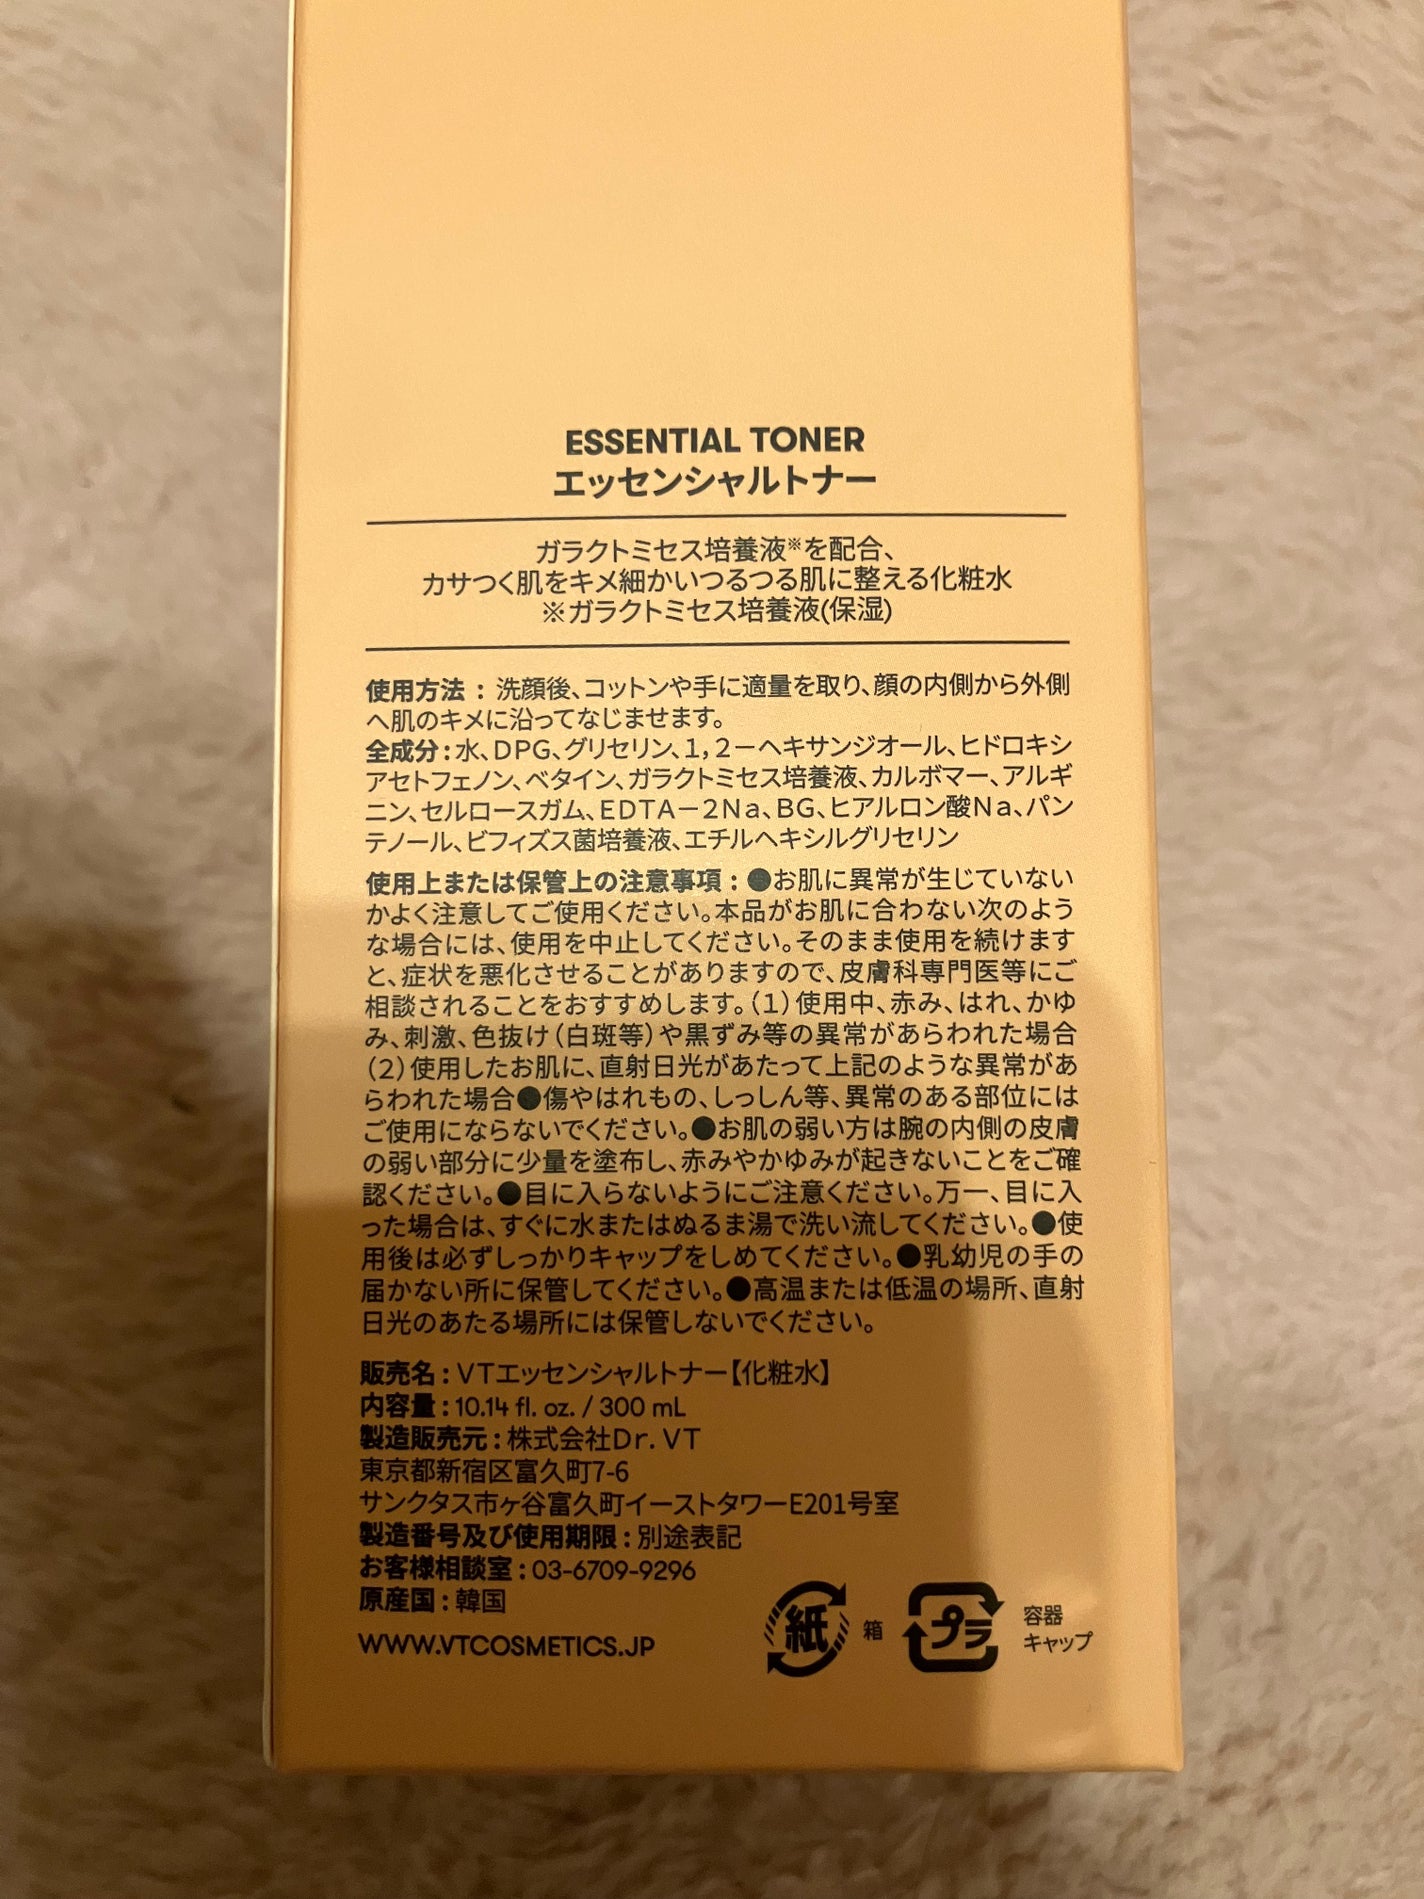 ESSENTIAL TONER
エッセンシャルトナー
ガラクトミセス培養液※を配合、
カサつく肌をキメ細かいつるつる肌に整える化粧水
※ガラクトミセス培養液(保湿)
使用方法 : 洗顔後、コットンや手に適量を取り、顔の内側から外側
へ肌のキメに沿ってなじませます。
全成分:水、DPG、グリセリン、1,2－ヘキサンジオール、ヒドロキシ
アセトフェノン、ベタイン、ガラクトミセス培養液、カルボマー、アルギ
ニン、セルロースガム、EDTA－2Na、BG、ヒアルロン酸Na、パン
テノール、ビフィズス菌培養液、エチルヘキシルグリセリン
使用上または保管上の注意事項:●お肌に異常が生じていない
かよく注意してご使用ください。本品がお肌に合わない次のよう
な場合には、使用を中止してください。そのまま使用を続けます
と、症状を悪化させることがありますので、皮膚科専門医等にご
相談されることをおすすめします。(1)使用中、赤み、はれ、かゆ
み、刺激、色抜け(白斑等)や黒ずみ等の異常があらわれた場合
(2)使用したお肌に、直射日光があたって上記のような異常があ
らわれた場合●傷やはれもの、しっしん等、異常のある部位には
ご使用にならないでください。●お肌の弱い方は腕の内側の皮膚
の弱い部分に少量を塗布し、赤みやかゆみが起きないことをご確
認ください。●目に入らないようにご注意ください。万一、目に入
った場合は、すぐに水またはぬるま湯で洗い流してください。●使
用後は必ずしっかりキャップをしめてください。●乳幼児の手の
届かない所に保管してください。●高温または低温の場所、直射
日光のあたる場所には保管しないでください。
販売名:VTエッセンシャルトナー【化粧水】
内容量:10.14 fl. oz. / 300 mL
製造販売元:株式会社Dr.VT
東京都新宿区富久町7-6
サンクタス市ヶ谷富久町イーストタワーE201号室
製造番号及び使用期限:別途表記
お客様相談室:03-6709-9296
原産国:韓国
WWW.VTCOSMETICS.JP
紙 箱
プラ 容器
キャップ